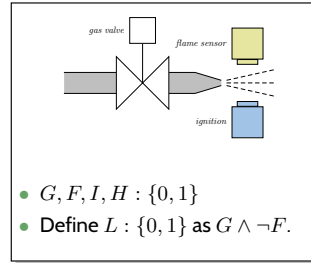 gas valve
flame sensor
ignition
• G, F, I, H : {0, 1}
• Define L : {0, 1} as G ∧ ¬F.